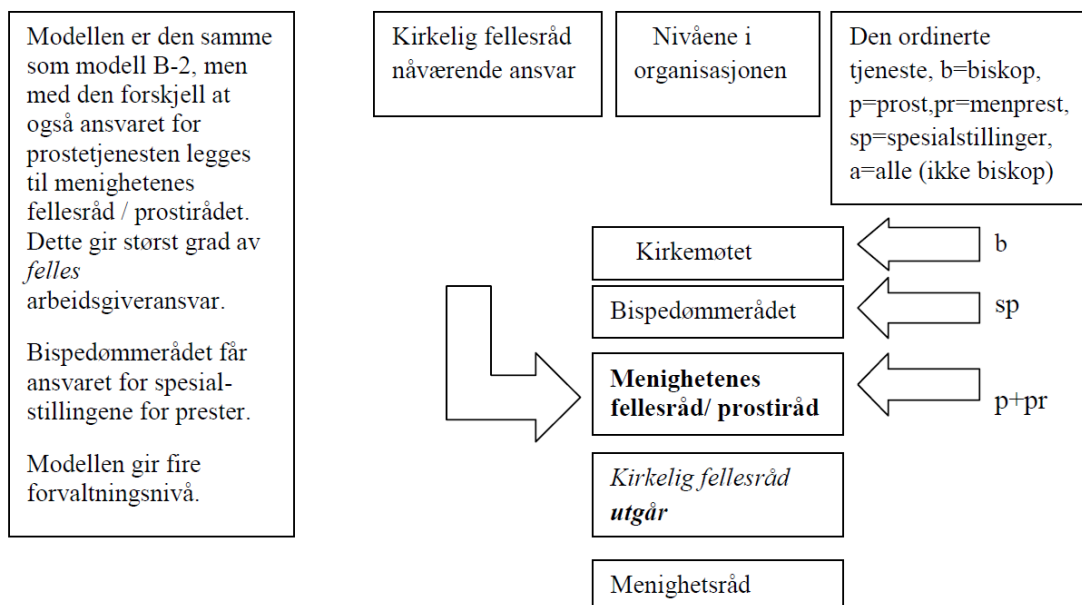 Modellen er den samme
som modell B-2, men
med den forskjell at
også ansvaret for
prostetjenesten legges
til menighetenes
fellesråd / prostirådet.
Dette gir størst grad av
felles
arbeidsgiveransvar.
Bispedømmerådet får
ansvaret for spesial-
stillingene for prester.
Modellen gir fire
forvaltningsnivå.
Kirkelig fellesråd
nåværende ansvar
Nivåene i
organisasjonen
Den ordinerte
tjeneste, b=biskop,
p=prost,pr=menprest,
sp=spesialstillinger,
a=alle (ikke biskop)
Kirkemøtet
b
Bispedømmerådet
sp
Menighetenes
fellesråd/ prostiråd
p+pr
Kirkelig fellesråd
utgår
Menighetsråd